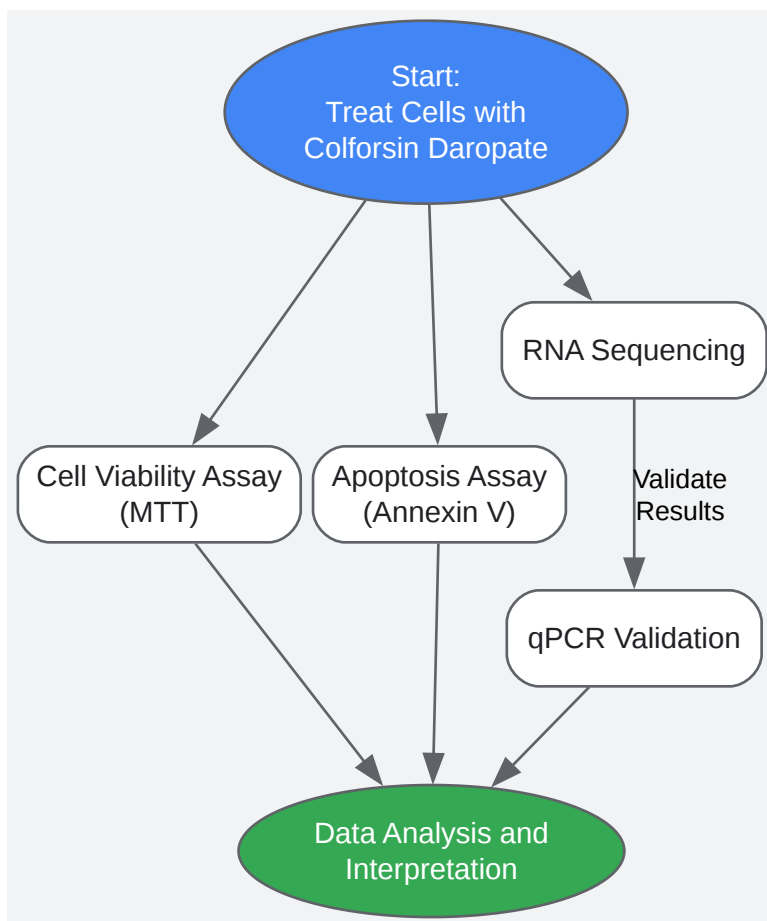 Start:
Treat Cells with
Colforsin Daropate
RNA Sequencing
Cell Viability Assay
(MTT)
Apoptosis Assay
(Annexin V)
Validate
Results
qPCR Validation
Data Analysis and
Interpretation